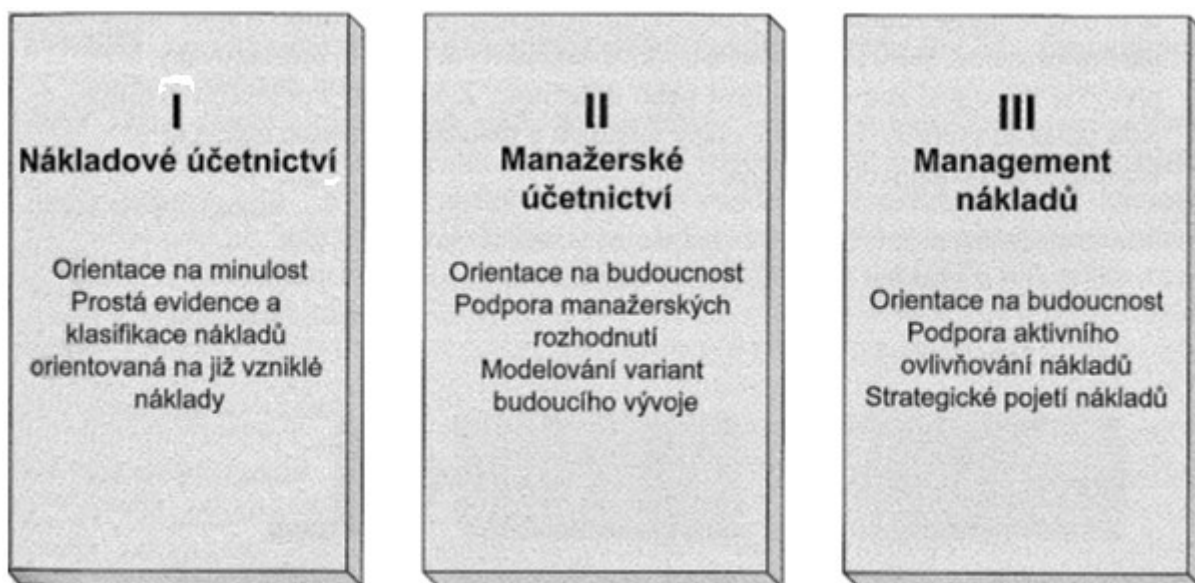 I
Nákladové účetnictví
Orientace na minulost
Prostá evidence a
klasifikace nákladů
orientovaná na již vzniklé
náklady
II
Manažerské
účetnictví
Orientace na budoucnost
Podpora manažerských
rozhodnutí
Modelování variant
budoucího vývoje
III
Management
nákladů
Orientace na budoucnost
Podpora aktivního
ovlivňování nákladů
Strategické pojetí nákladů